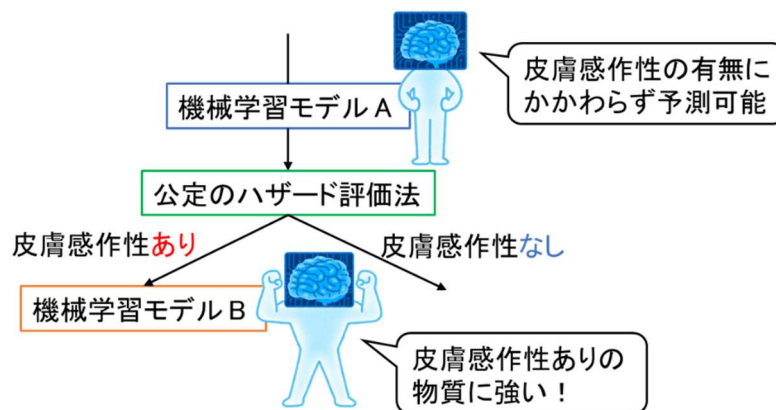 皮膚感作性の有無に
かかわらず予測可能
機械学習モデルA
公定のハザード評価法
皮膚感作性あり
皮膚感作性なし
機械学習モデルB
皮膚感作性ありの
物質に強い！